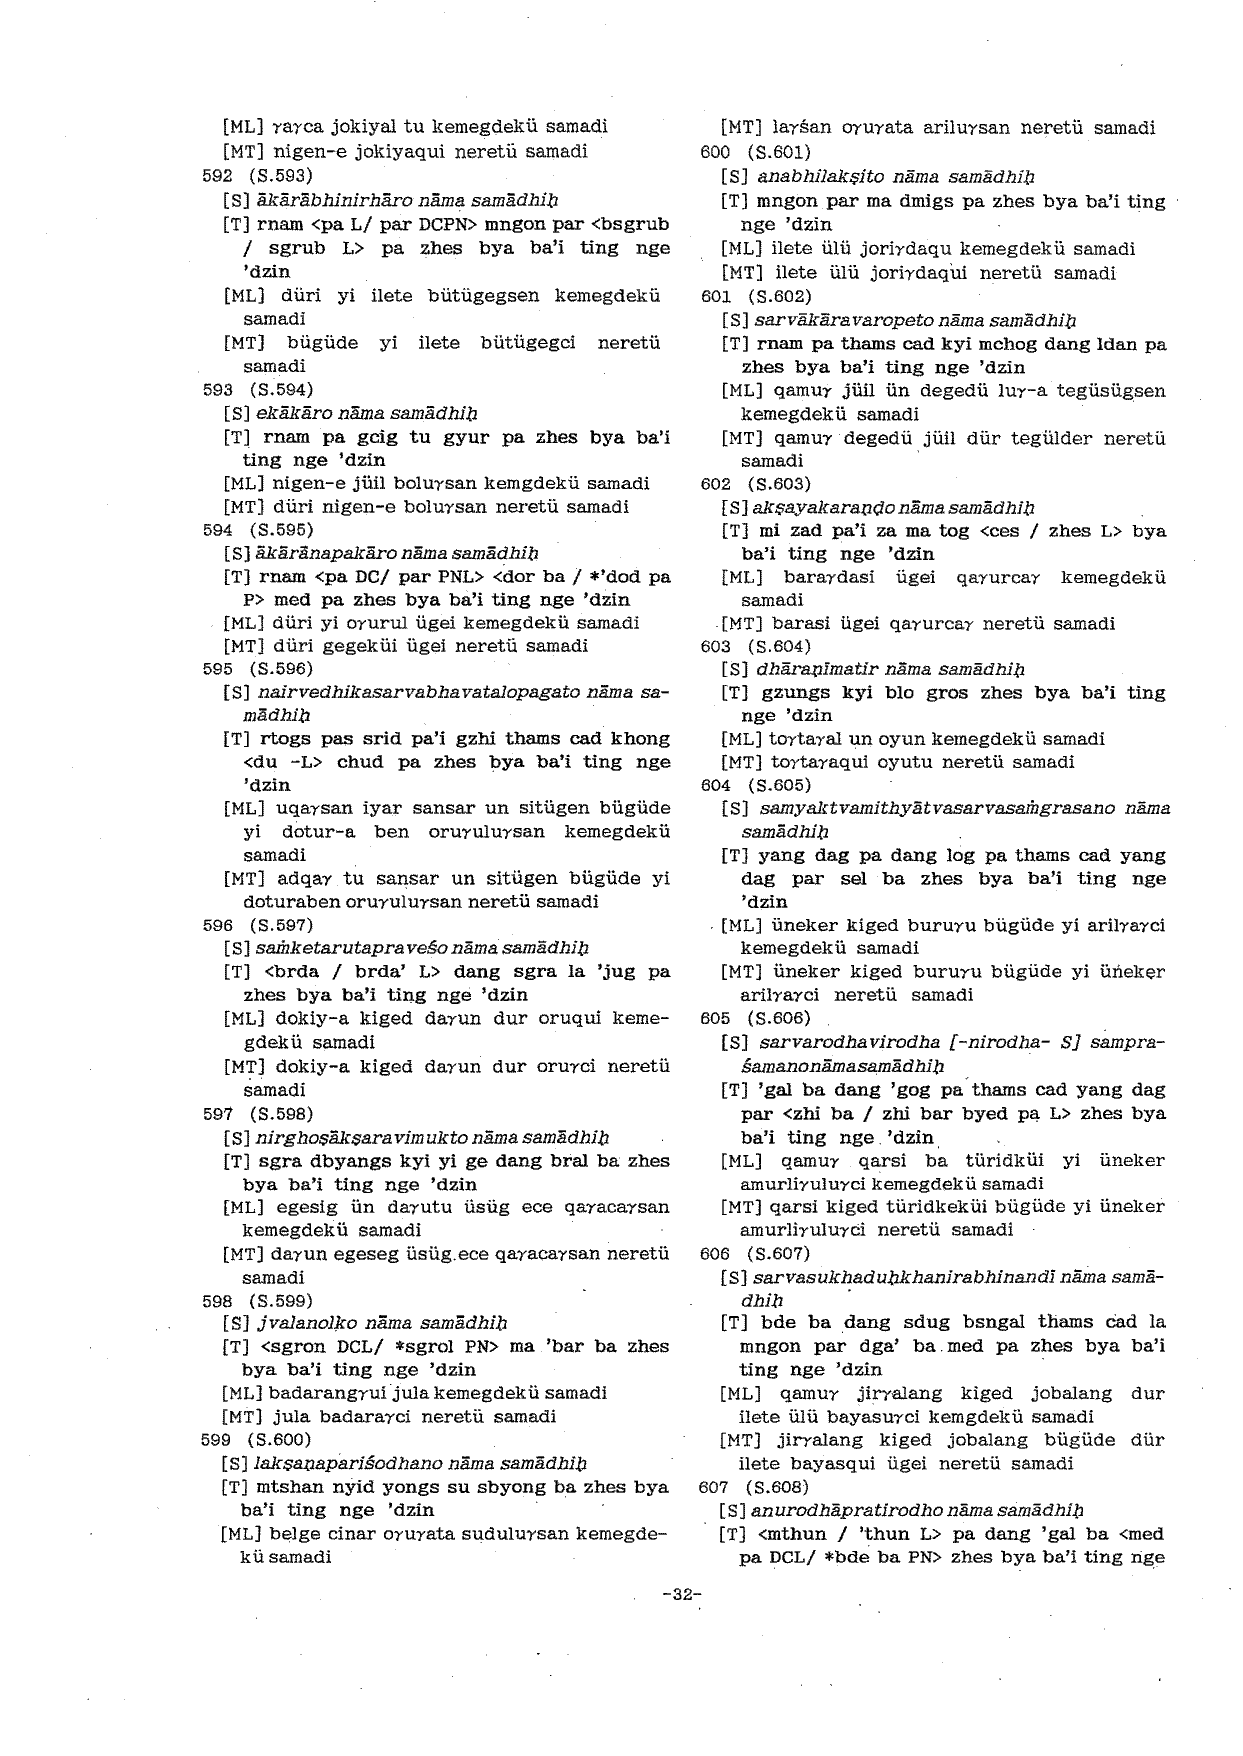 [ML] γaγca jokiyal tu kemegdekü samadi
[MT] nigen-e jokiyaqui neretü samadi
592 (S.593)
[S] ākārābhinirhāro nāma samādhiḥ
[T] rnam <pa L/ par DCPN> mngon par <bsgrub
/ sgrub L> pa zhes bya ba'i ting nge
'dzin
[ML] düri yi ilete bütügegsen kemegdekü
samadi
[MT] bügüde yi ilete bütügegci neretü
samadi
593 (S.594)
[S] ekākāro nāma samādhiḥ
[T] rnam pa gcig tu gyur pa zhes bya ba'i
ting nge 'dzin
[ML] nigen-e jüil boluγsan kemgdekü samadi
[MT] düri nigen-e boluγsan neretü samadi
594 (S.595)
[S] ākārānapakāro nāma samādhiḥ
[T] rnam <pa DC/ par PNL> <dor ba / *'dod pa
P> med pa zhes bya ba'i ting nge 'dzin
[ML] düri yi oγurul ügei kemegdekü samadi
[MT] düri gegeküi ügei neretü samadi
595 (S.596)
[S] nairvedhikasarvabhavatalopagato nāma sa-
mādhiḥ
[T] rtogs pas srid pa'i gzhi thams cad khong
<du -L> chud pa zhes bya ba'i ting nge
'dzin
[ML] uqaγsan iyar sansar un sitügen bügüde
yi dotur-a ben oruγuluγsan kemegdekü
samadi
[MT] adqaγ tu sansar un sitügen bügüde yi
doturaben oruγuluγsan neretü samadi
596 (S.597)
[S] saṁketarutapraveśo nāma samādhiḥ
[T] <brda / brda' L> dang sgra la 'jug pa
zhes bya ba'i ting nge 'dzin
[ML] dokiy-a kiged daγun dur oruqui keme-
gdekü samadi
[MT] dokiy-a kiged daγun dur oruγci neretü
samadi
597 (S.598)
[S] nirghoṣākṣaravimukto nāma samādhiḥ
[T] sgra dbyangs kyi yi ge dang bral ba zhes
bya ba'i ting nge 'dzin
[ML] egesig ün daγutu üsüg ece qaγacaγsan
kemegdekü samadi
[MT] daγun egeseg üsüg ece qaγacaγsan neretü
samadi
598 (S.599)
[S] jvalanolko nāma samādhiḥ
[T] <sgron DCL/ *sgrol PN> ma 'bar ba zhes
bya ba'i ting nge 'dzin
[ML] badarangγui jula kemegdekü samadi
[MT] jula badaraγci neretü samadi
599 (S.600)
[S] lakṣaṇapariśodhano nāma samādhiḥ
[T] mtshan nyid yongs su sbyong ba zhes bya
ba'i ting nge 'dzin
[ML] belge cinar oγuγata suduluγsan kemegde-
kü samadi
[MT] laγśan oγuγata ariluγsan neretü samadi
600 (S.601)
[S] anabhilakṣito nāma samādhiḥ
[T] mngon par ma dmigs pa zhes bya ba'i ting
nge 'dzin
[ML] ilete ülü joriγdaqu kemegdekü samadi
[MT] ilete ülü joriγdaqui neretü samadi
601 (S.602)
[S] sarvākāravaropeto nāma samādhiḥ
[T] rnam pa thams cad kyi mchog dang ldan pa
zhes bya ba'i ting nge 'dzin
[ML] qamuγ jüil ün degedü luγ-a tegüsügsen
kemegdekü samadi
[MT] qamuγ degedü jüil dür tegülder neretü
samadi
602 (S.603)
[S] akṣayakaraṇḍo nāma samādhiḥ
[T] mi zad pa'i za ma tog <ces / zhes L> bya
ba'i ting nge 'dzin
[ML] baraγdasi ügei qaγurcaγ kemegdekü
samadi
[MT] barasi ügei qaγurcaγ neretü samadi
603 (S.604)
[S] dhāraṇīmatir nāma samādhiḥ
[T] gzungs kyi blo gros zhes bya ba'i ting
nge 'dzin
[ML] toγtaγal un oyun kemegdekü samadi
[MT] toγtaγaqui oyutu neretü samadi
604 (S.605)
[S] samyaktvamithyātvasarvasaṁgrasano nāma
samādhiḥ
[T] yang dag pa dang log pa thams cad yang
dag par sel ba zhes bya ba'i ting nge
'dzin
[ML] üneker kiged buruγu bügüde yi arilγaγci
kemegdekü samadi
[MT] üneker kiged buruγu bügüde yi üneker
arilγaγci neretü samadi
605 (S.606)
[S] sarvarodhavirodha [-nirodha- S] sampra-
śamano nāma samādhiḥ
[T] 'gal ba dang 'gog pa thams cad yang dag
par <zhi ba / zhi bar byed pa L> zhes bya
ba'i ting nge 'dzin
[ML] qamuγ qarsi ba türidküi yi üneker
amurliγuluγci kemegdekü samadi
[MT] qarsi kiged türidkeküi bügüde yi üneker
amurliγuluγci neretü samadi
606 (S.607)
[S] sarvasukhaduḥkhanirabhinandī nāma samā-
dhiḥ
[T] bde ba dang sdug bsngal thams cad la
mngon par dga' ba med pa zhes bya ba'i
ting nge 'dzin
[ML] qamuγ jirγalang kiged jobalang dur
ilete ülü bayasuγci kemgdekü samadi
[MT] jirγalang kiged jobalang bügüde dür
ilete bayasqui ügei neretü samadi
607 (S.608)
[S] anurodhāpratirodho nāma samādhiḥ
[T] <mthun / 'thun L> pa dang 'gal ba <med
pa DCL/ *bde ba PN> zhes bya ba'i ting nge
-32-